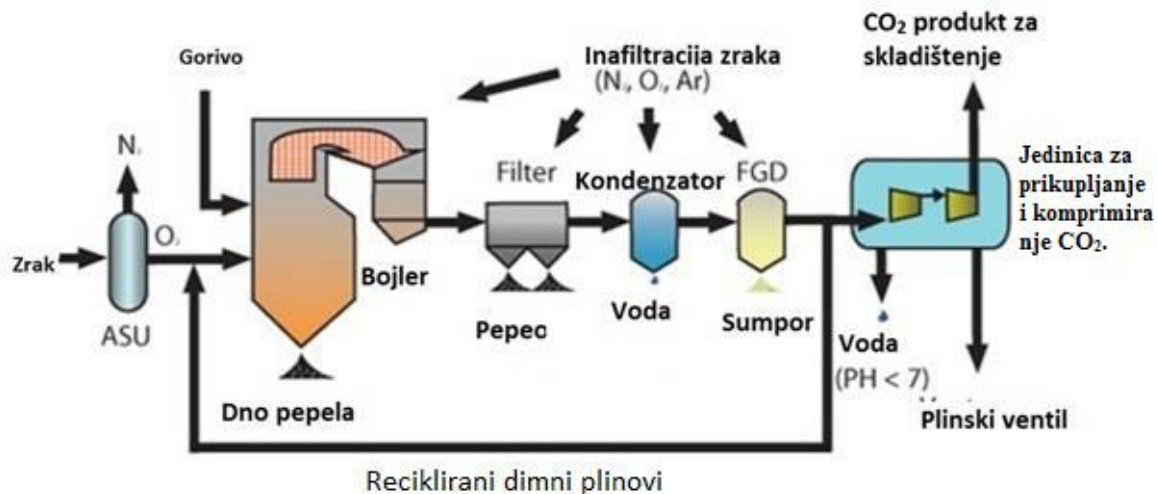 CO₂ produkt za
skladištenje
Gorivo
Inafiltracija zraka
(N₂, O₂, Ar)
N₂
Filter
Kondenzator
FGD
Jedinica za
prikupljanje
i komprimira
nje CO₂.
O₂
Zrak
Bojler
ASU
Pepeo
Voda
Sumpor
Voda
(PH < 7)
Dno pepela
Plinski ventil
Reciklirani dimni plinovi